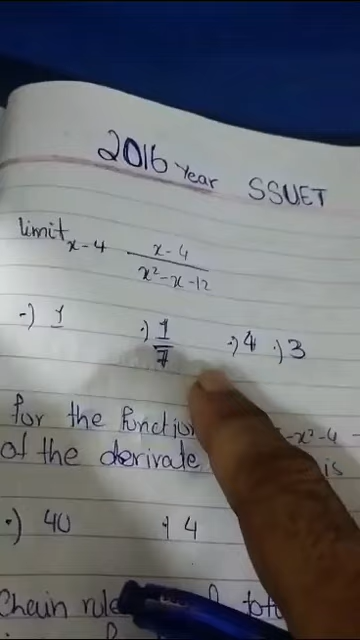 2016 Year SSUET
limit x-4 x-4 / x²-x-12
-) 1 ·) 1/7 ·) 4 ·) 3
for the function -x²-4 -
of the derivate is
·) 40 ·) 4
Chain rule